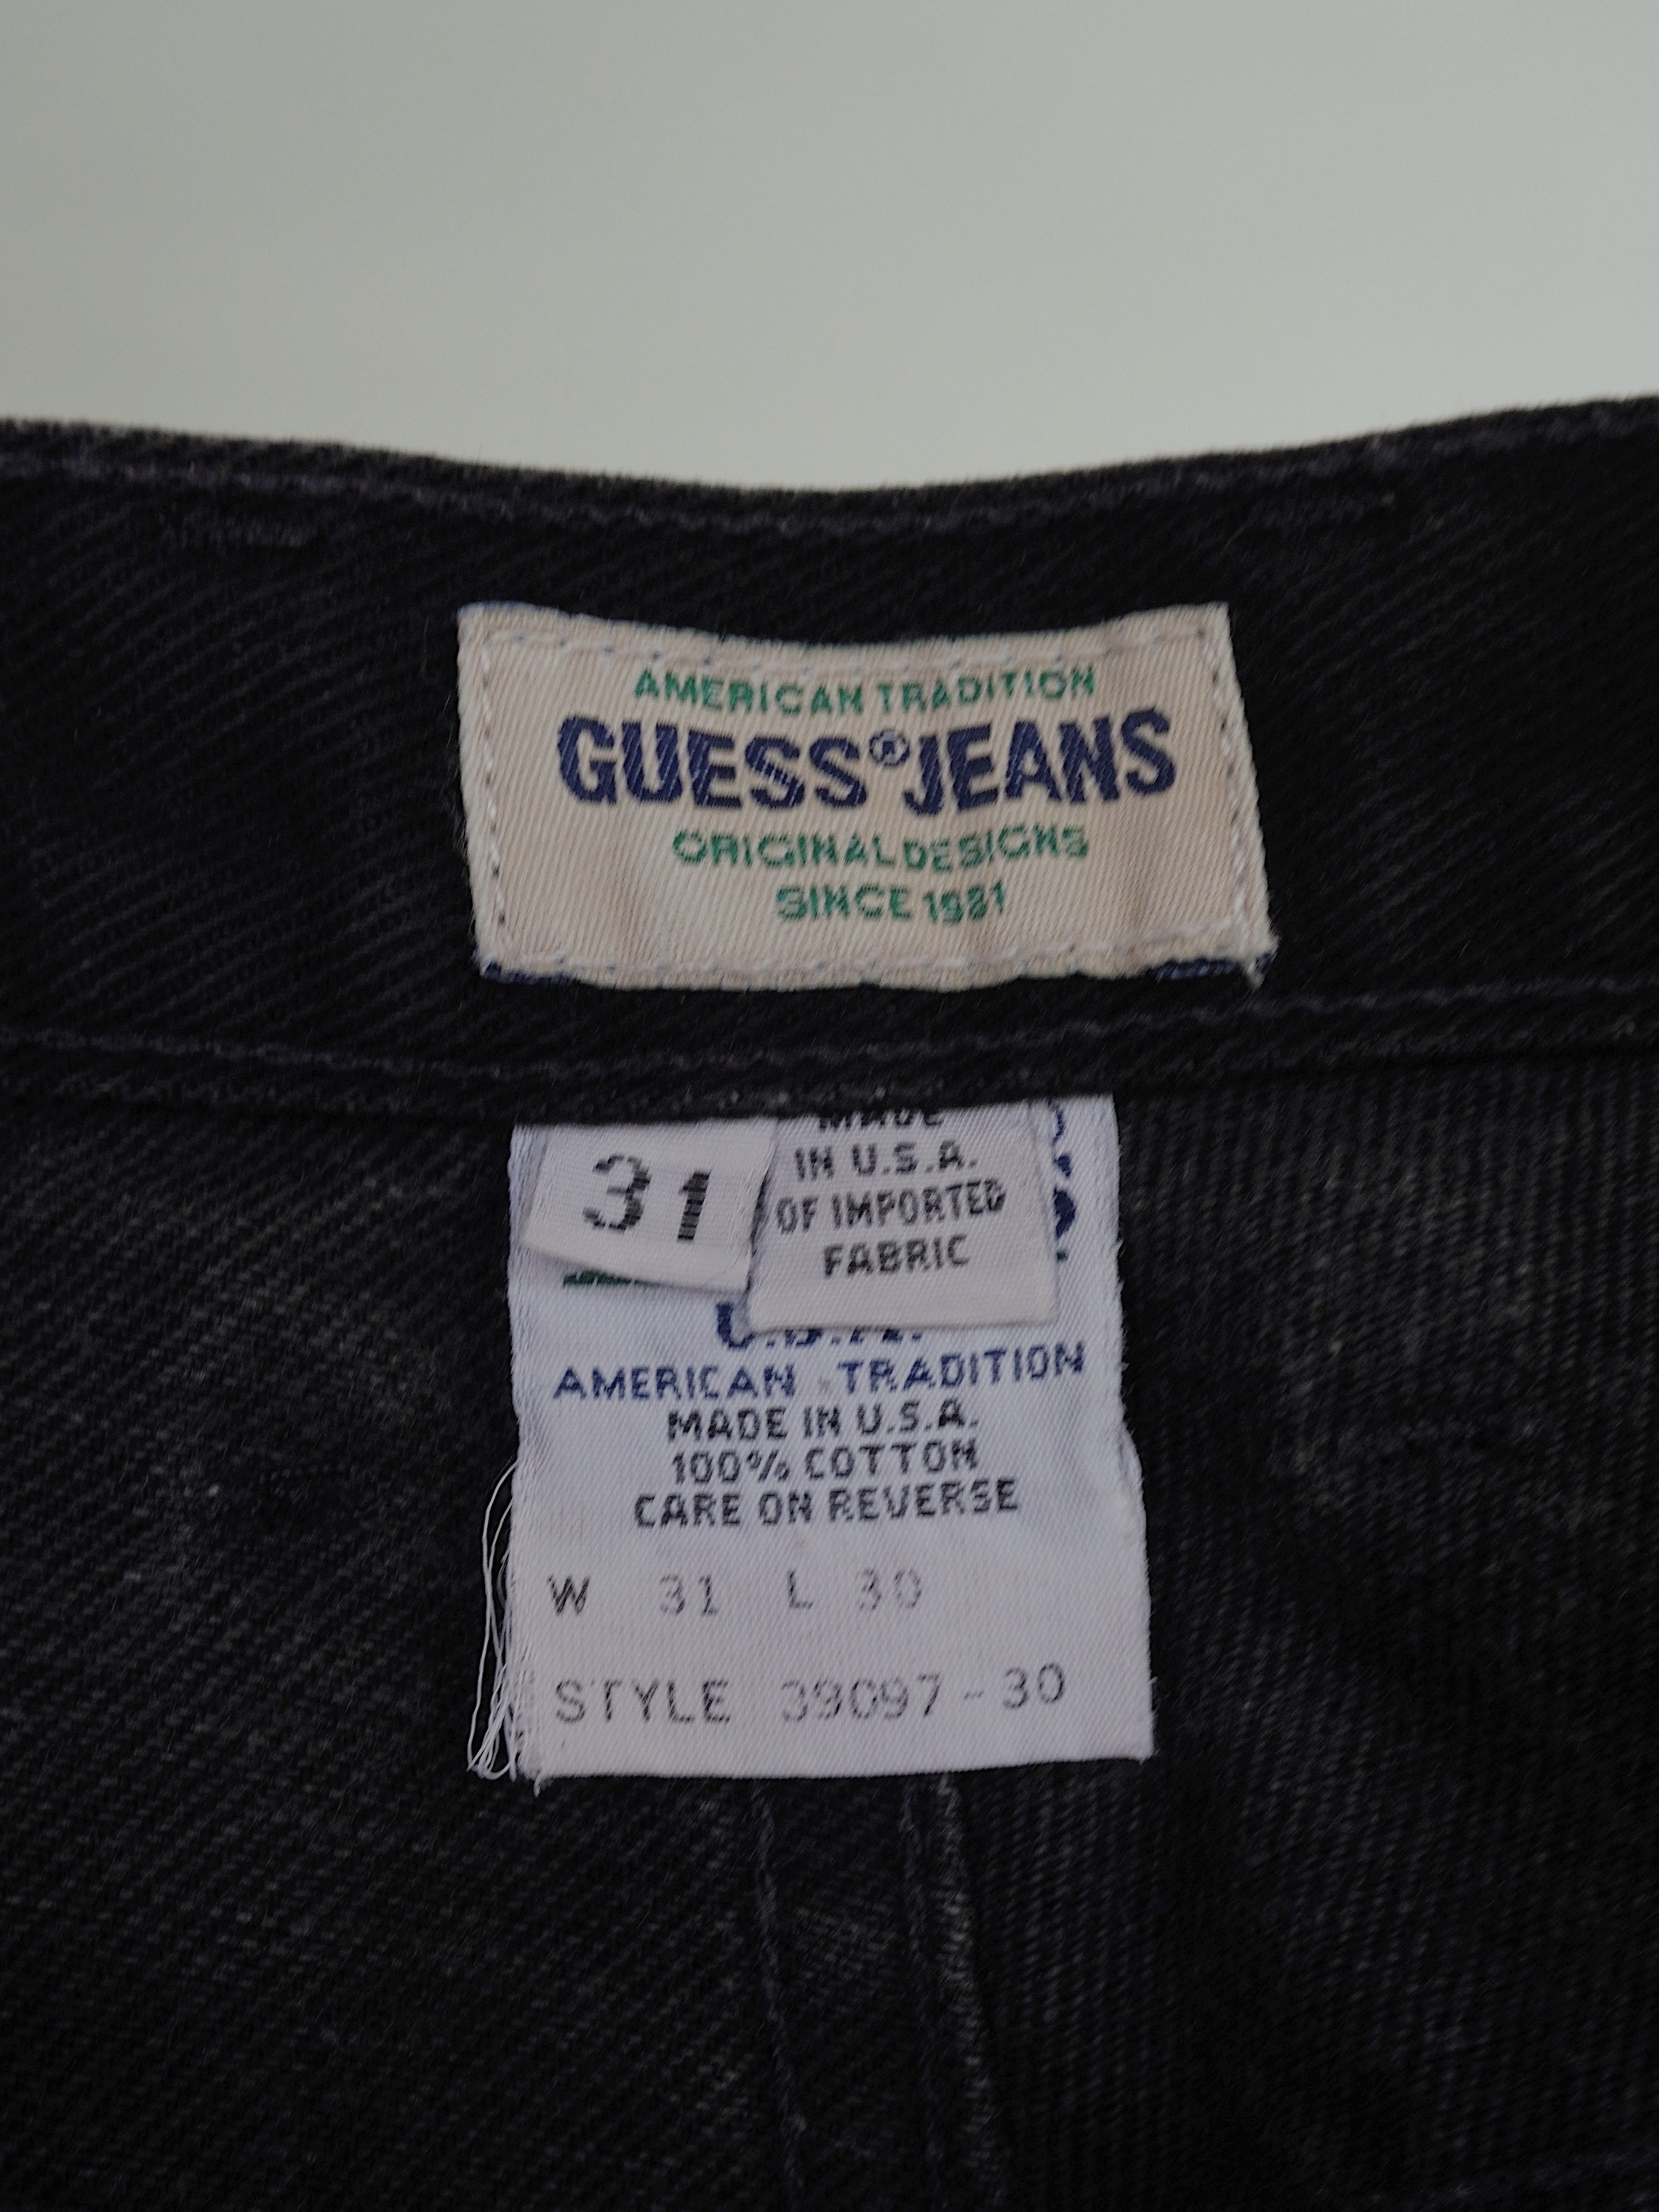 AMERICAN TRADITION
GUESS® JEANS
ORIGINAL DESIGNS
SINCE 1981
31
MADE
IN U.S.A.
OF IMPORTED
FABRIC
U.S.A.
AMERICAN TRADITION
MADE IN U.S.A.
100% COTTON
CARE ON REVERSE
W 31 L 30
STYLE 39097-30